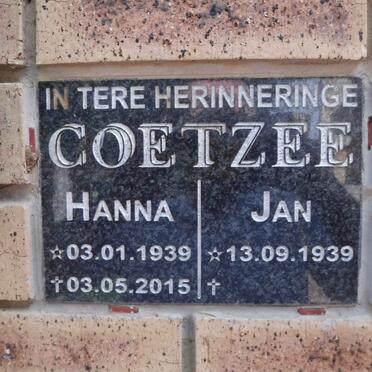 IN TERE HERINNERINGE
COETZEE
HANNA JAN
☆03.01.1939 ☆13.09.1939
✝03.05.2015 ✝